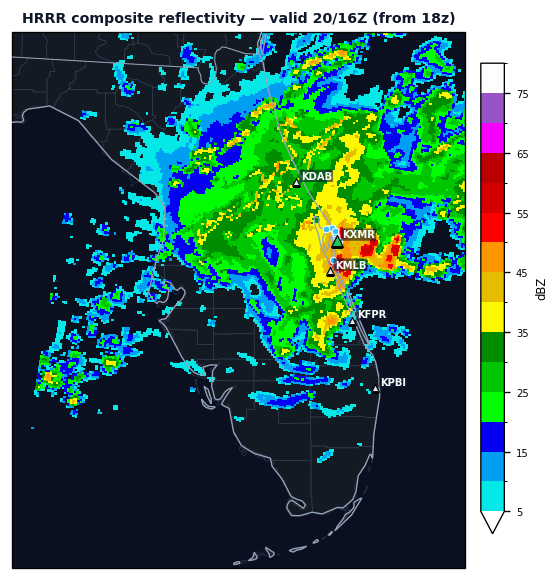 HRRR composite reflectivity — valid 20/16Z (from 18z)
75
65
55
45
35
25
15
5
dBZ
KDAB
KXMR
KMLB
KFPR
KPBI